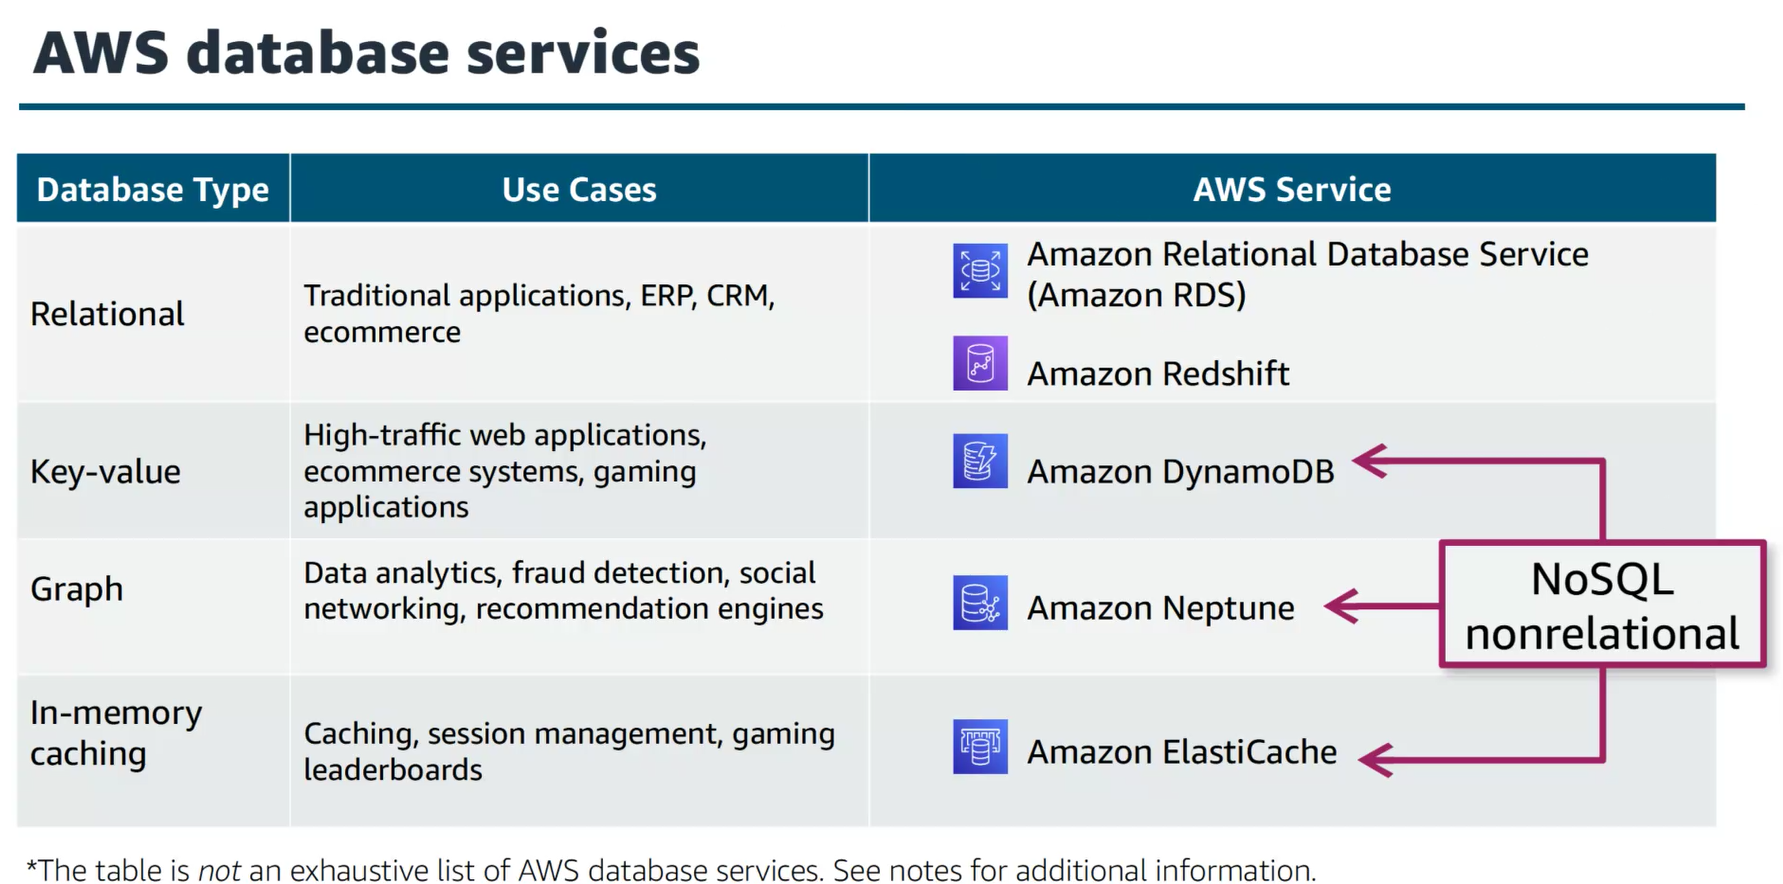 AWS database services
Database Type
Use Cases
AWS Service
Relational
Traditional applications, ERP, CRM,
ecommerce
Amazon Relational Database Service
(Amazon RDS)
Amazon Redshift
Key-value
High-traffic web applications,
ecommerce systems, gaming
applications
Amazon DynamoDB
Graph
Data analytics, fraud detection, social
networking, recommendation engines
Amazon Neptune
NoSQL
nonrelational
In-memory
caching
Caching, session management, gaming
leaderboards
Amazon ElastiCache
*The table is not an exhaustive list of AWS database services. See notes for additional information.